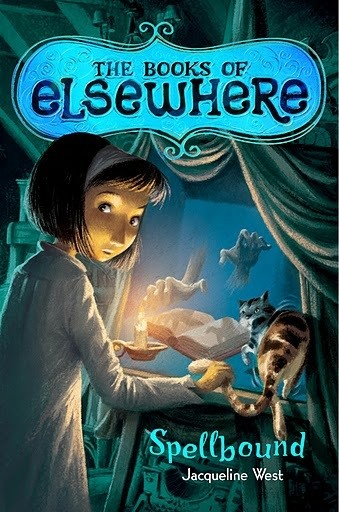 THE BOOKS OF
ELSEWHERE
Spellbound
Jacqueline West